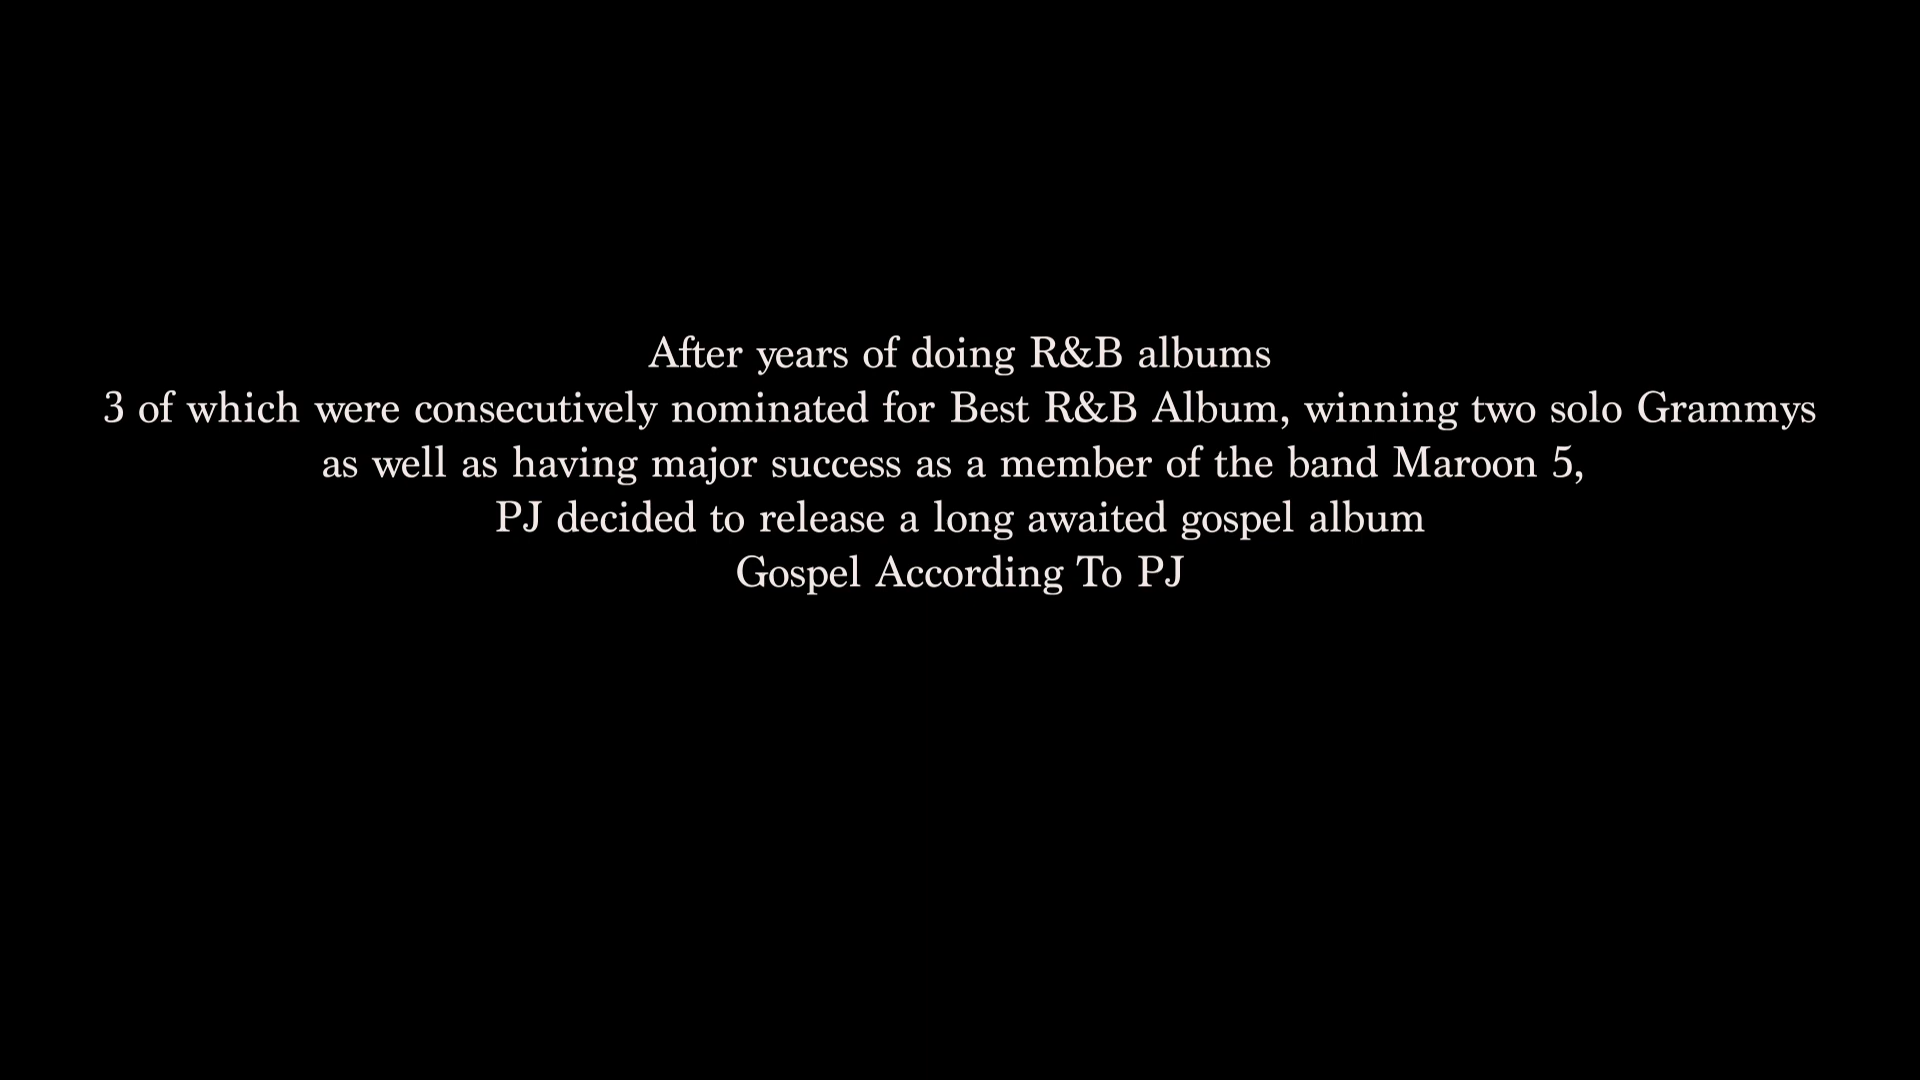 After years of doing R&B albums
3 of which were consecutively nominated for Best R&B Album, winning two solo Grammys
as well as having major success as a member of the band Maroon 5,
PJ decided to release a long awaited gospel album
Gospel According To PJ